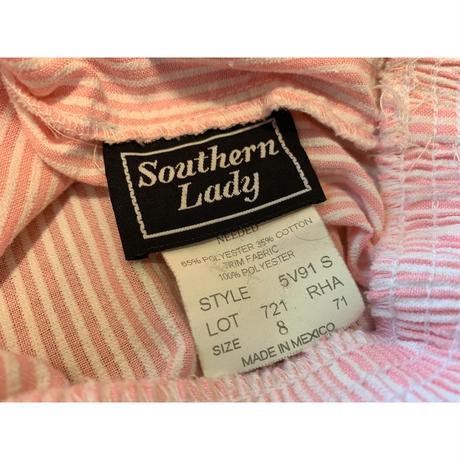 Southern
Lady
NEEDED
65% POLYESTER 35% COTTON
TRIM FABRIC
100% POLYESTER
STYLE 5V91 S
LOT 721 RHA
SIZE 8 71
MADE IN MEXICO